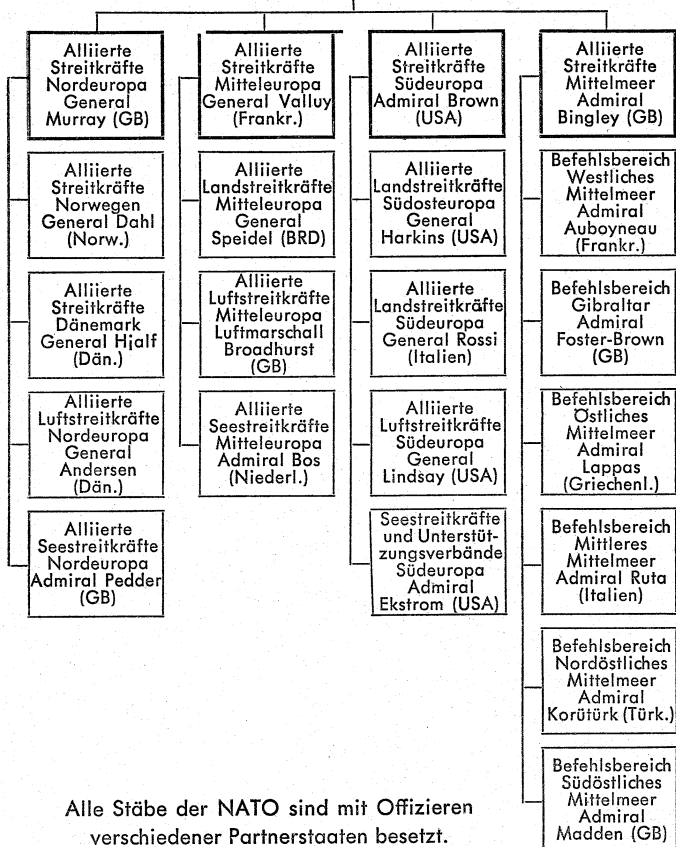 Alliierte
Streitkräfte
Nordeuropa
General
Murray (GB)
Alliierte
Streitkräfte
Norwegen
General Dahl
(Norw.)
Alliierte
Streitkräfte
Dänemark
General Hjalf
(Dän.)
Alliierte
Luftstreitkräfte
Nordeuropa
General
Andersen
(Dän.)
Alliierte
Seestreitkräfte
Nordeuropa
Admiral Pedder
(GB)
Alliierte
Streitkräfte
Mitteleuropa
General Valluy
(Frankr.)
Alliierte
Landstreitkräfte
Mitteleuropa
General
Speidel (BRD)
Alliierte
Luftstreitkräfte
Mitteleuropa
Luftmarschall
Broadhurst
(GB)
Alliierte
Seestreitkräfte
Mitteleuropa
Admiral Bos
(Niederl.)
Alliierte
Streitkräfte
Südeuropa
Admiral Brown
(USA)
Alliierte
Landstreitkräfte
Südosteuropa
General
Harkins (USA)
Alliierte
Landstreitkräfte
Südeuropa
General Rossi
(Italien)
Alliierte
Luftstreitkräfte
Südeuropa
General
Lindsay (USA)
Seestreitkräfte
und Unterstüt-
zungsverbände
Südeuropa
Admiral
Ekstrom (USA)
Alliierte
Streitkräfte
Mittelmeer
Admiral
Bingley (GB)
Befehlsbereich
Westliches
Mittelmeer
Admiral
Auboyneau
(Frankr.)
Befehlsbereich
Gibraltar
Admiral
Foster-Brown
(GB)
Befehlsbereich
Östliches
Mittelmeer
Admiral
Lappas
(Griechenl.)
Befehlsbereich
Mittleres
Mittelmeer
Admiral Ruta
(Italien)
Befehlsbereich
Nordöstliches
Mittelmeer
Admiral
Korütürk (Türk.)
Befehlsbereich
Südöstliches
Mittelmeer
Admiral
Madden (GB)
Alle Stäbe der NATO sind mit Offizieren
verschiedener Partnerstaaten besetzt.